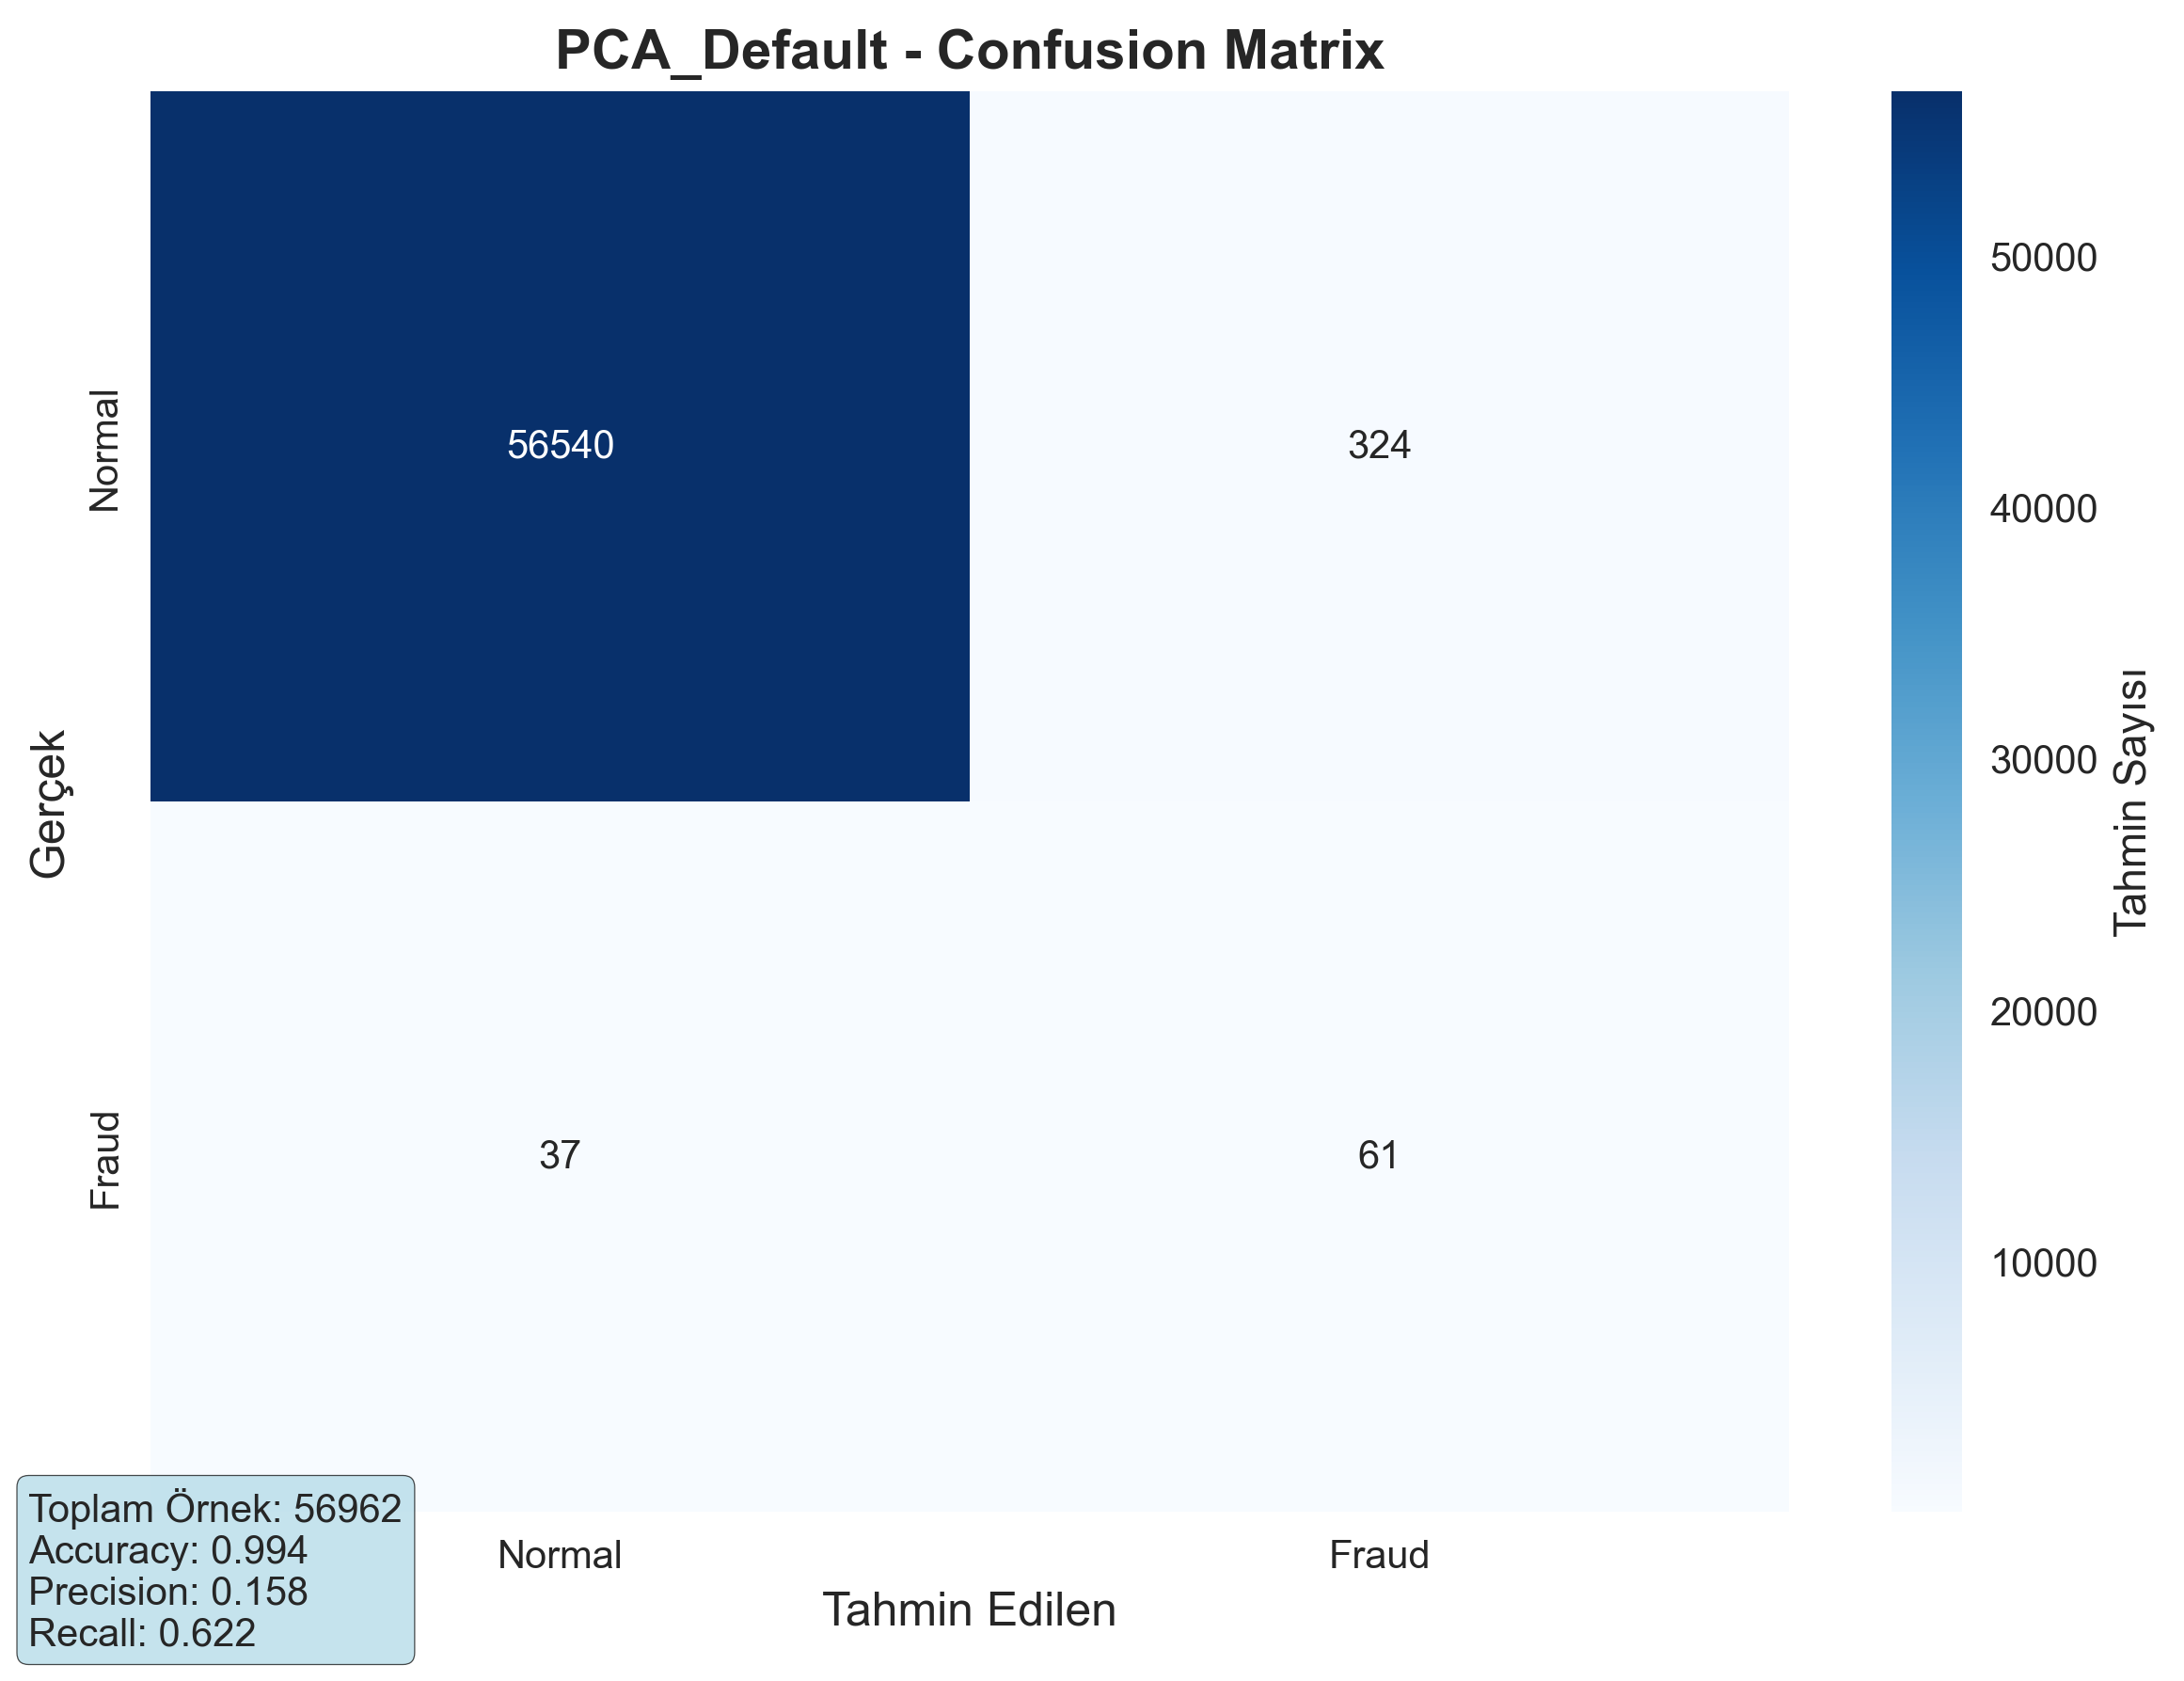 PCA_Default - Confusion Matrix
Gerçek
Normal
Fraud
56540
324
37
61
Normal
Fraud
Tahmin Edilen
50000
40000
30000
20000
10000
Tahmin Sayısı
Toplam Örnek: 56962
Accuracy: 0.994
Precision: 0.158
Recall: 0.622